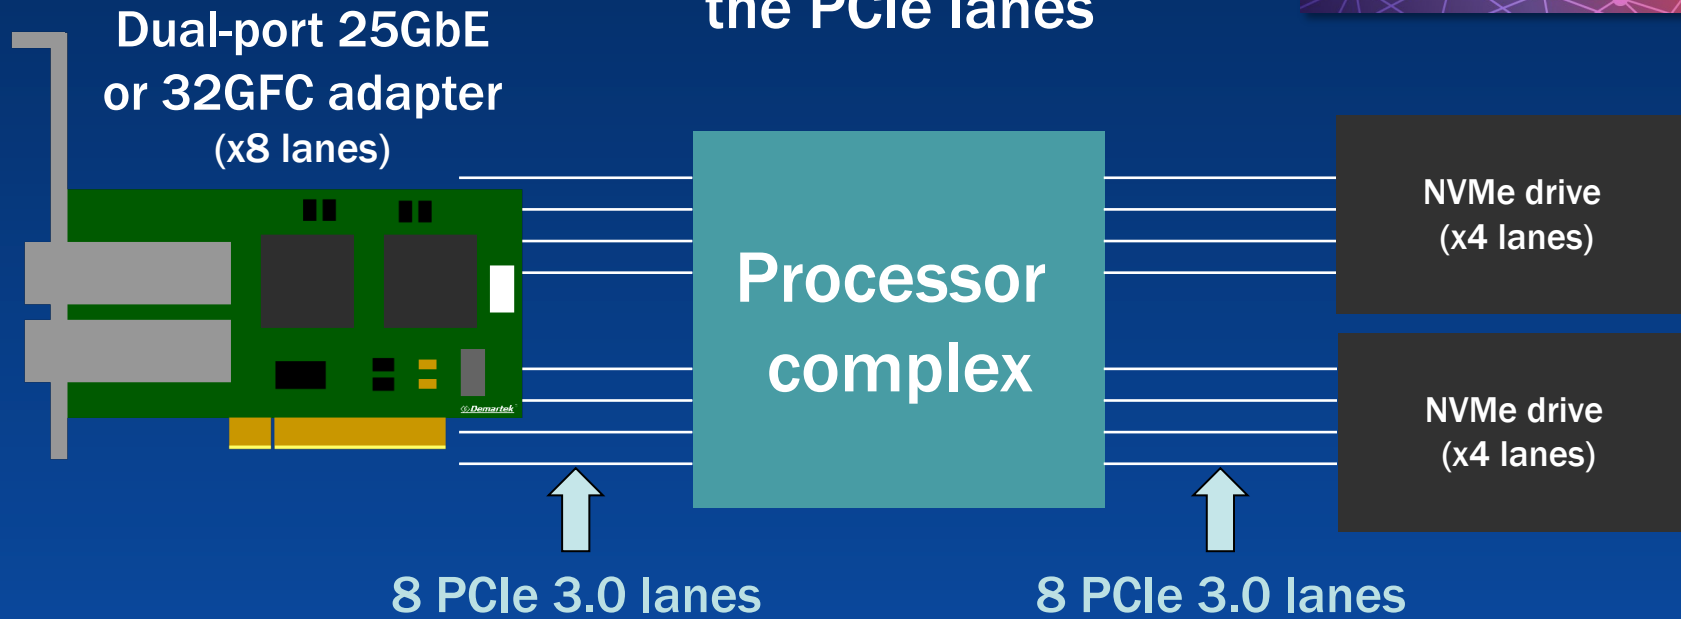 the PCIe lanes
Dual-port 25GbE
or 32GFC adapter
(x8 lanes)
Processor
complex
NVMe drive
(x4 lanes)
NVMe drive
(x4 lanes)
Demartek
8 PCIe 3.0 lanes
8 PCIe 3.0 lanes